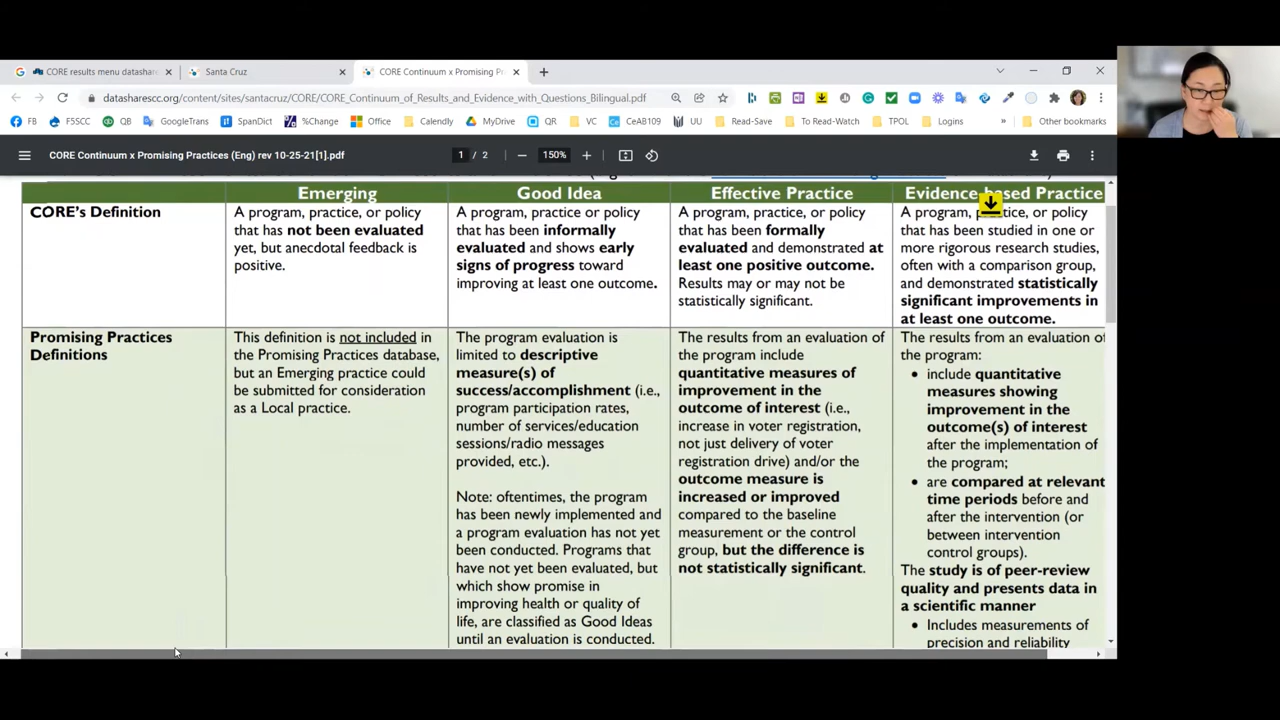 CORE results menu datashar
Santa Cruz
CORE Continuum x Promising P
datasharescc.org/content/sites/santacruz/CORE/CORE_Continuum_of_Results_and_Evidence_with_Questions_Bilingual.pdf
FB
F5SCC
QB
GoogleTrans
SpanDict
%Change
Office
Calendly
MyDrive
QR
VC
CeAB109
UU
Read-Save
To Read-Watch
TPOL
Logins
»
Other bookmarks
CORE Continuum x Promising Practices (Eng) rev 10-25-21[1].pdf
1 / 2
150%
Emerging
Good Idea
Effective Practice
Evidence-based Practice
CORE's Definition
A program, practice, or policy
that has not been evaluated
yet, but anecdotal feedback is
positive.
A program, practice or policy
that has been informally
evaluated and shows early
signs of progress toward
improving at least one outcome.
A program, practice, or policy
that has been formally
evaluated and demonstrated at
least one positive outcome.
Results may or may not be
statistically significant.
A program, practice, or policy
that has been studied in one or
more rigorous research studies,
often with a comparison group,
and demonstrated statistically
significant improvements in
at least one outcome.
Promising Practices
Definitions
This definition is not included in
the Promising Practices database,
but an Emerging practice could
be submitted for consideration
as a Local practice.
The program evaluation is
limited to descriptive
measure(s) of
success/accomplishment (i.e.,
program participation rates,
number of services/education
sessions/radio messages
provided, etc.).
Note: oftentimes, the program
has been newly implemented and
a program evaluation has not yet
been conducted. Programs that
have not yet been evaluated, but
which show promise in
improving health or quality of
life, are classified as Good Ideas
until an evaluation is conducted.
The results from an evaluation of
the program include
quantitative measures of
improvement in the
outcome of interest (i.e.,
increase in voter registration,
not just delivery of voter
registration drive) and/or the
outcome measure is
increased or improved
compared to the baseline
measurement or the control
group, but the difference is
not statistically significant.
The results from an evaluation of
the program:
• include quantitative
measures showing
improvement in the
outcome(s) of interest
after the implementation of
the program;
• are compared at relevant
time periods before and
after the intervention (or
between intervention
control groups).
The study is of peer-review
quality and presents data in
a scientific manner
• Includes measurements of
precision and reliability